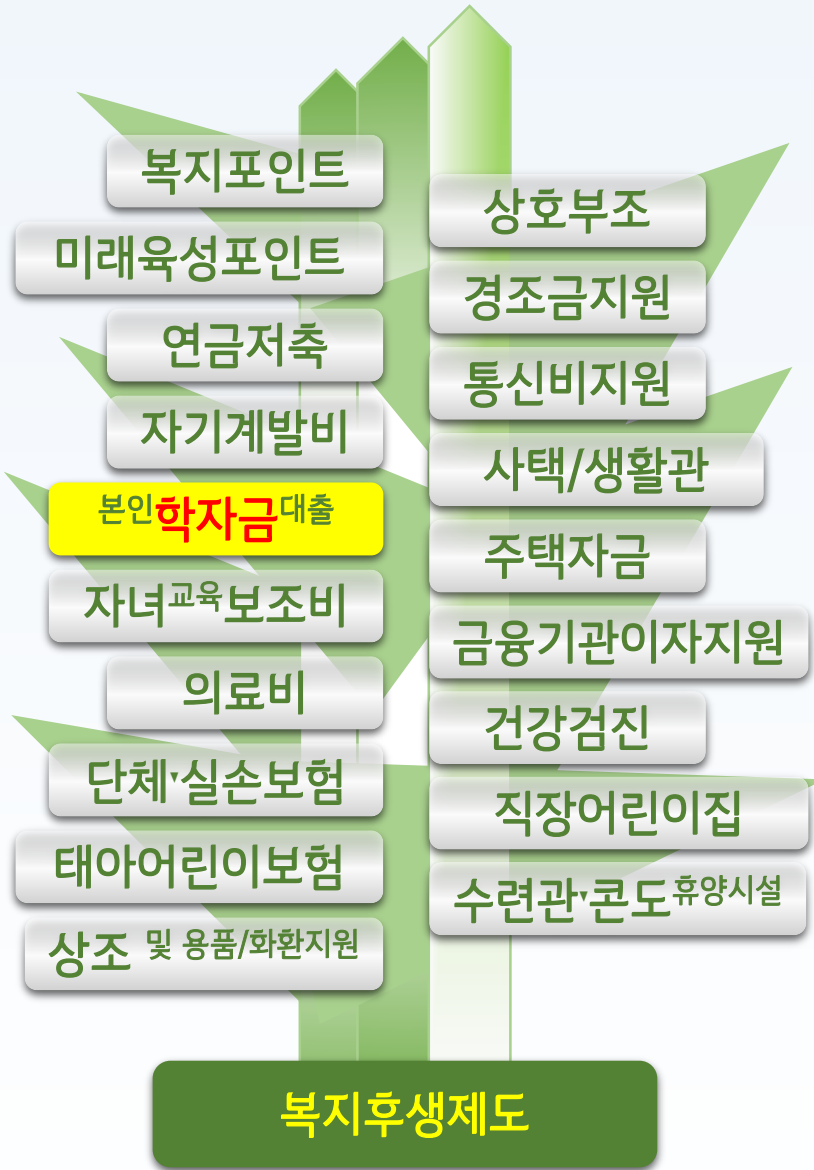 복지포인트
미래육성포인트
연금저축
자기계발비
본인학자금대출
자녀교육보조비
의료비
단체▾실손보험
태아어린이보험
상조 및 용품/화환지원
상호부조
경조금지원
통신비지원
사택/생활관
주택자금
금융기관이자지원
건강검진
직장어린이집
수련관▾콘도휴양시설
복지후생제도